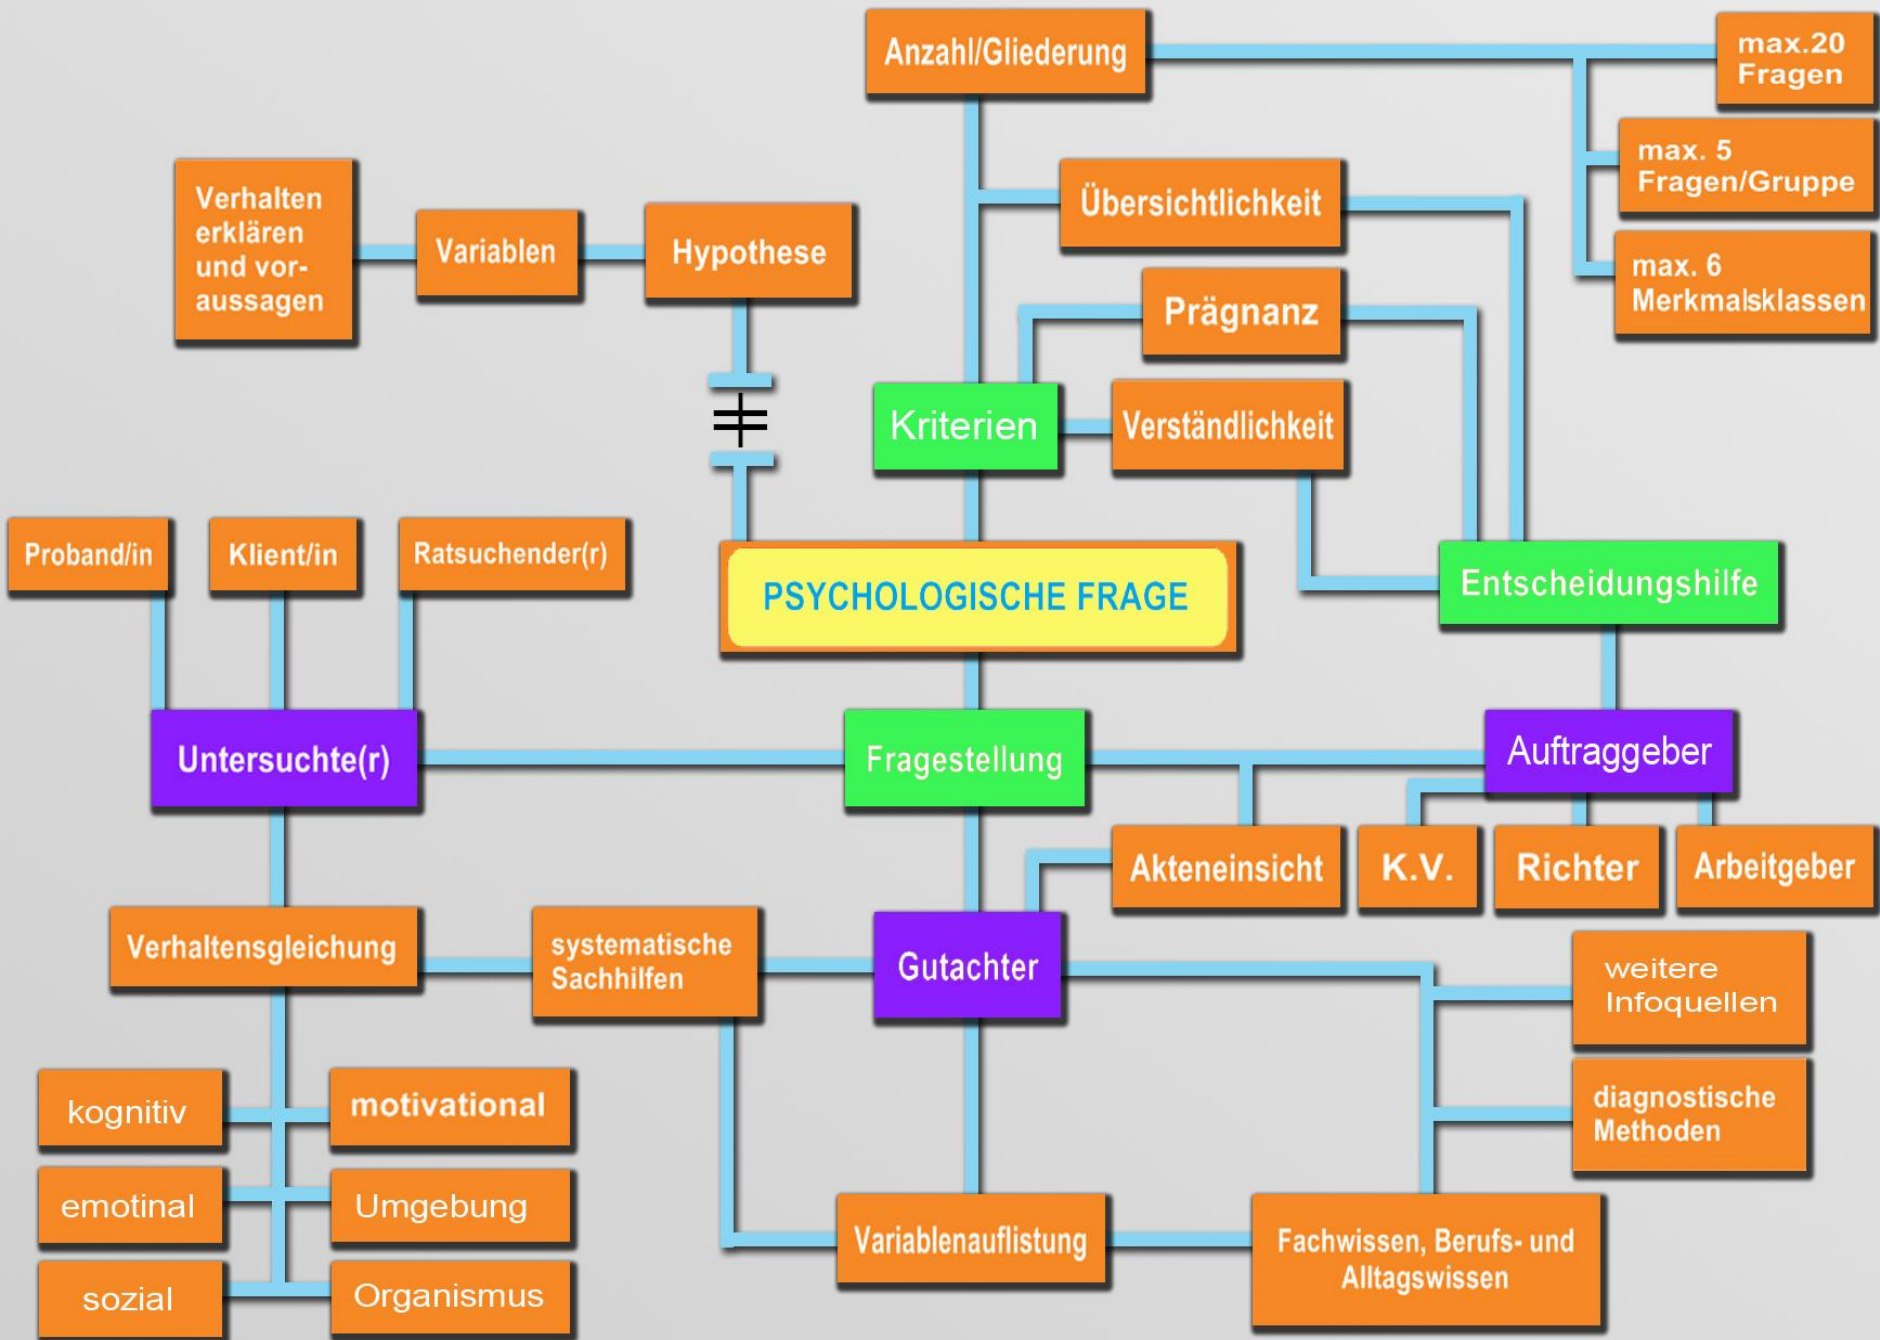 Anzahl/Gliederung
max.20
Fragen
max. 5
Fragen/Gruppe
max. 6
Merkmalsklassen
Übersichtlichkeit
Prägnanz
Verständlichkeit
Kriterien
Verhalten
erklären
und vor-
aussagen
Variablen
Hypothese
Proband/in
Klient/in
Ratsuchender(r)
PSYCHOLOGISCHE FRAGE
Entscheidungshilfe
Untersuchte(r)
Fragestellung
Auftraggeber
Akteneinsicht
K.V.
Richter
Arbeitgeber
Verhaltensgleichung
systematische
Sachhilfen
Gutachter
weitere
Infoquellen
diagnostische
Methoden
kognitiv
motivational
emotinal
Umgebung
sozial
Organismus
Variablenauflistung
Fachwissen, Berufs- und
Alltagswissen